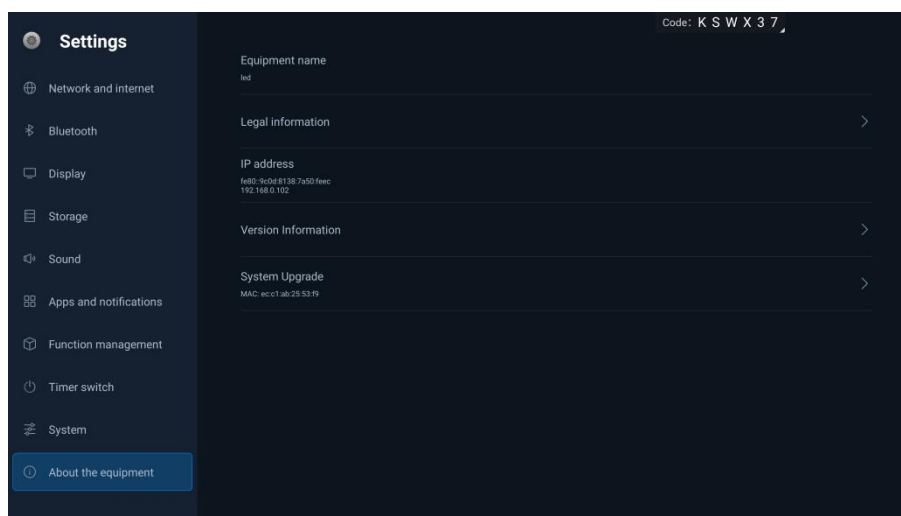 Code: K S W X 3 7
Settings
Network and internet
Bluetooth
Display
Storage
Sound
Apps and notifications
Function management
Timer switch
System
About the equipment
Equipment name
led
Legal information
IP address
fe80::9c0d:8138:7a50:feec
192.168.0.102
Version Information
System Upgrade
MAC: ec:c1:ab:25:53:f9